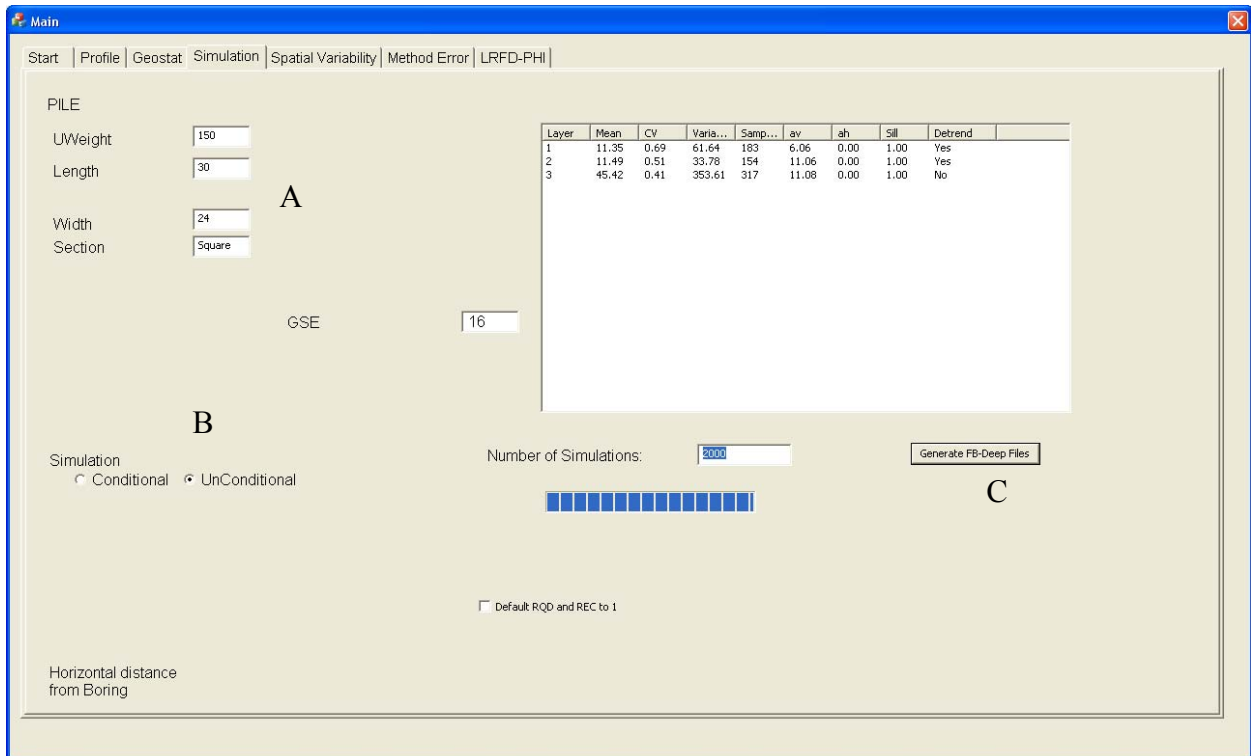 Main
Start Profile Geostat Simulation Spatial Variability Method Error LRFD-PHI
PILE
UWeight 150
Length 30
A
Width 24
Section Square
GSE 16
Layer Mean CV Varia... Samp... av ah Sill Detrend
1 11.35 0.69 61.64 183 6.06 0.00 1.00 Yes
2 11.49 0.51 33.78 154 11.06 0.00 1.00 Yes
3 45.42 0.41 353.61 317 11.08 0.00 1.00 No
B
Simulation
Conditional UnConditional
Number of Simulations: 2000
Generate FB-Deep Files
C
Default RQD and REC to 1
Horizontal distance
from Boring